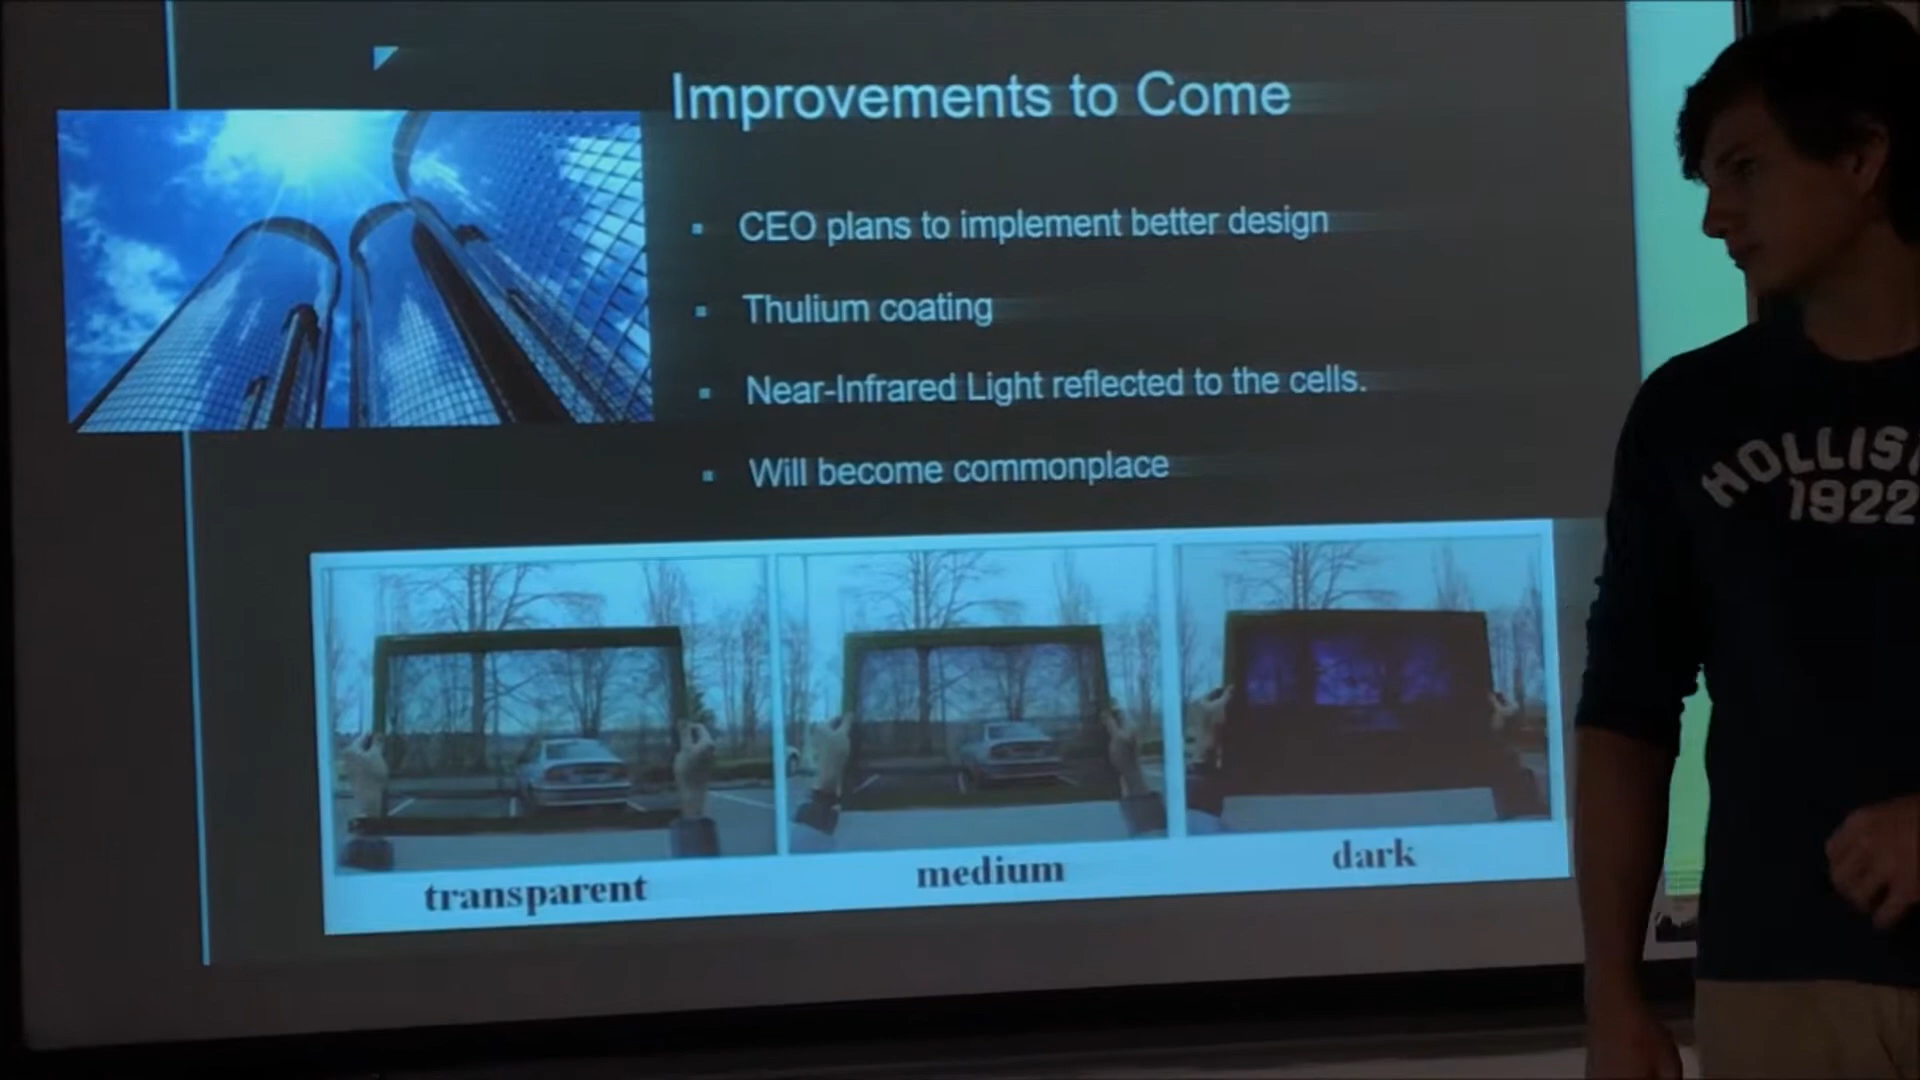 Improvements to Come
CEO plans to implement better design
Thulium coating
Near-Infrared Light reflected to the cells.
Will become commonplace
transparent
medium
dark
HOLLIS
1922